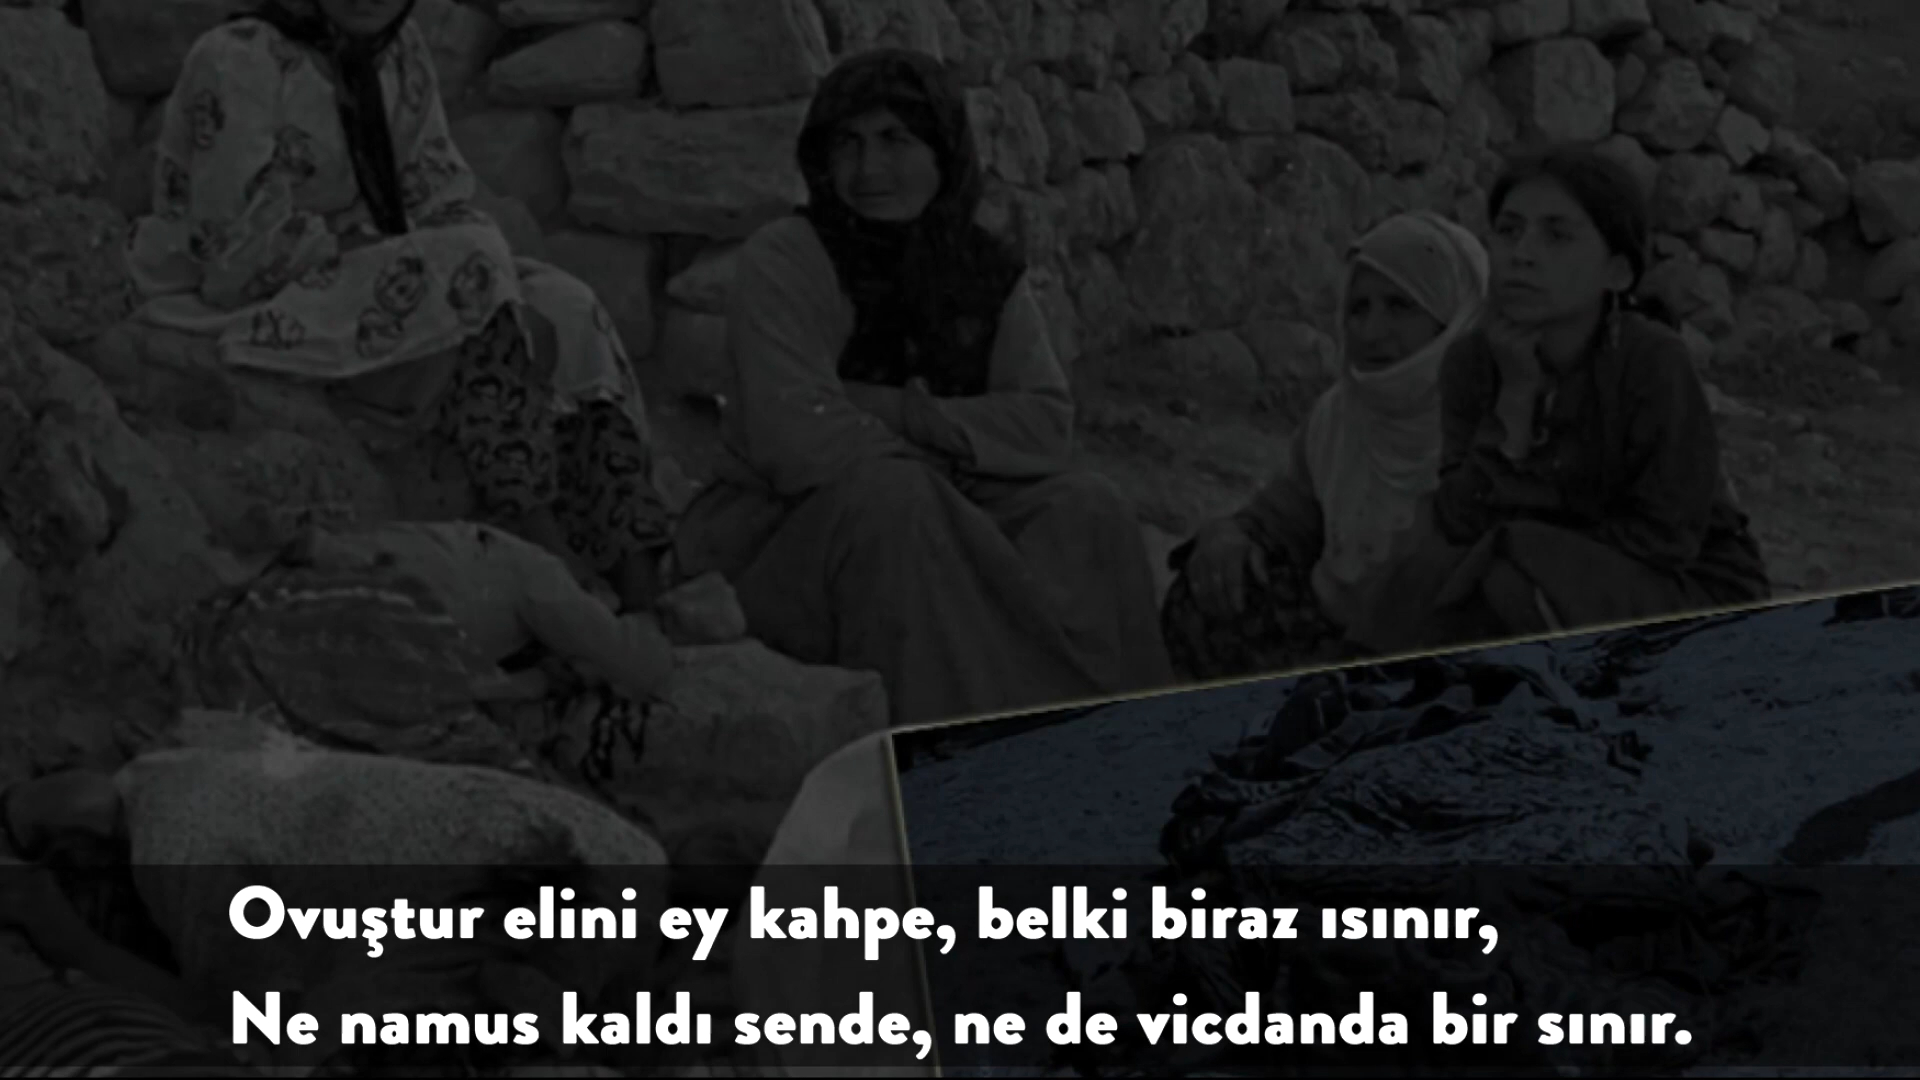 Ovuştur elini ey kahpe, belki biraz ısınır,
Ne namus kaldı sende, ne de vicdanda bir sınır.